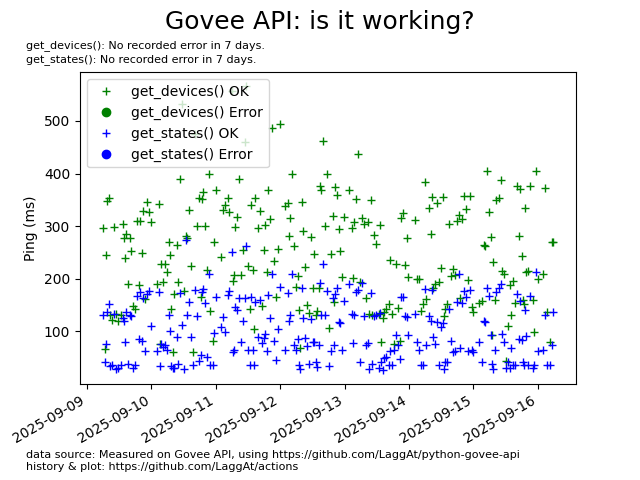 Govee API: is it working?
get_devices(): No recorded error in 7 days.
get_states(): No recorded error in 7 days.
get_devices() OK
get_devices() Error
get_states() OK
get_states() Error
Ping (ms)
500
400
300
200
100
2025-09-09
2025-09-10
2025-09-11
2025-09-12
2025-09-13
2025-09-14
2025-09-15
2025-09-16
data source: Measured on Govee API, using https://github.com/LaggAt/python-govee-api
history & plot: https://github.com/LaggAt/actions